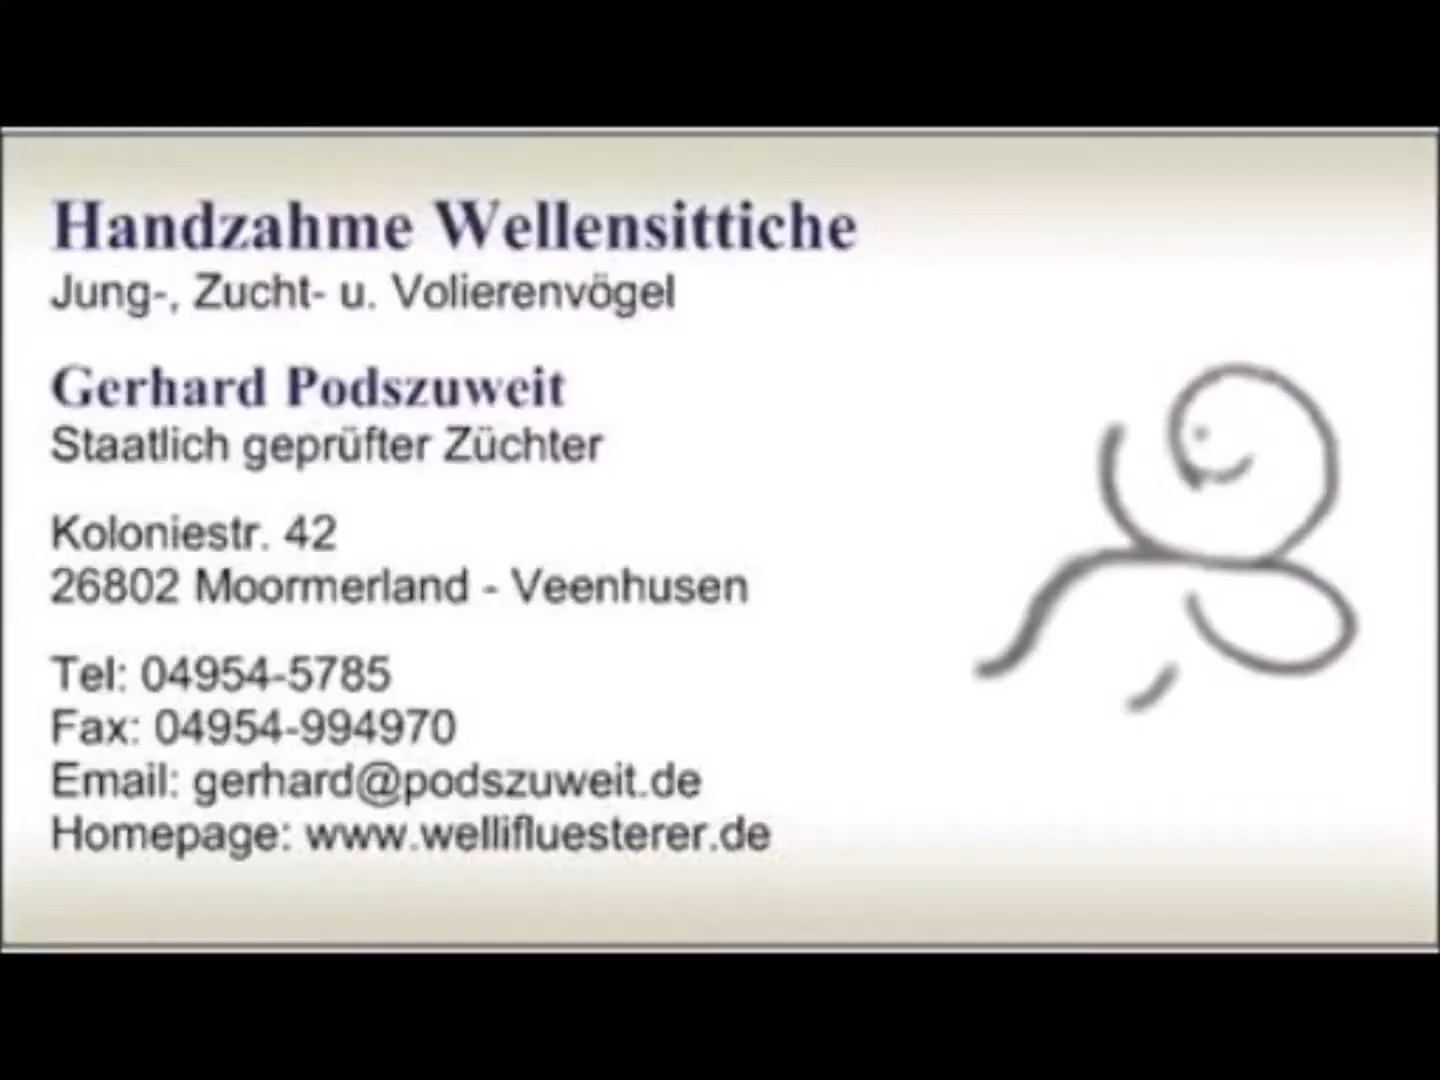 Handzahme Wellensittiche
Jung-, Zucht- u. Volierenvögel
Gerhard Podszuweit
Staatlich geprüfter Züchter
Koloniestr. 42
26802 Moormerland - Veenhusen
Tel: 04954-5785
Fax: 04954-994970
Email: gerhard@podszuweit.de
Homepage: www.wellifluesterer.de